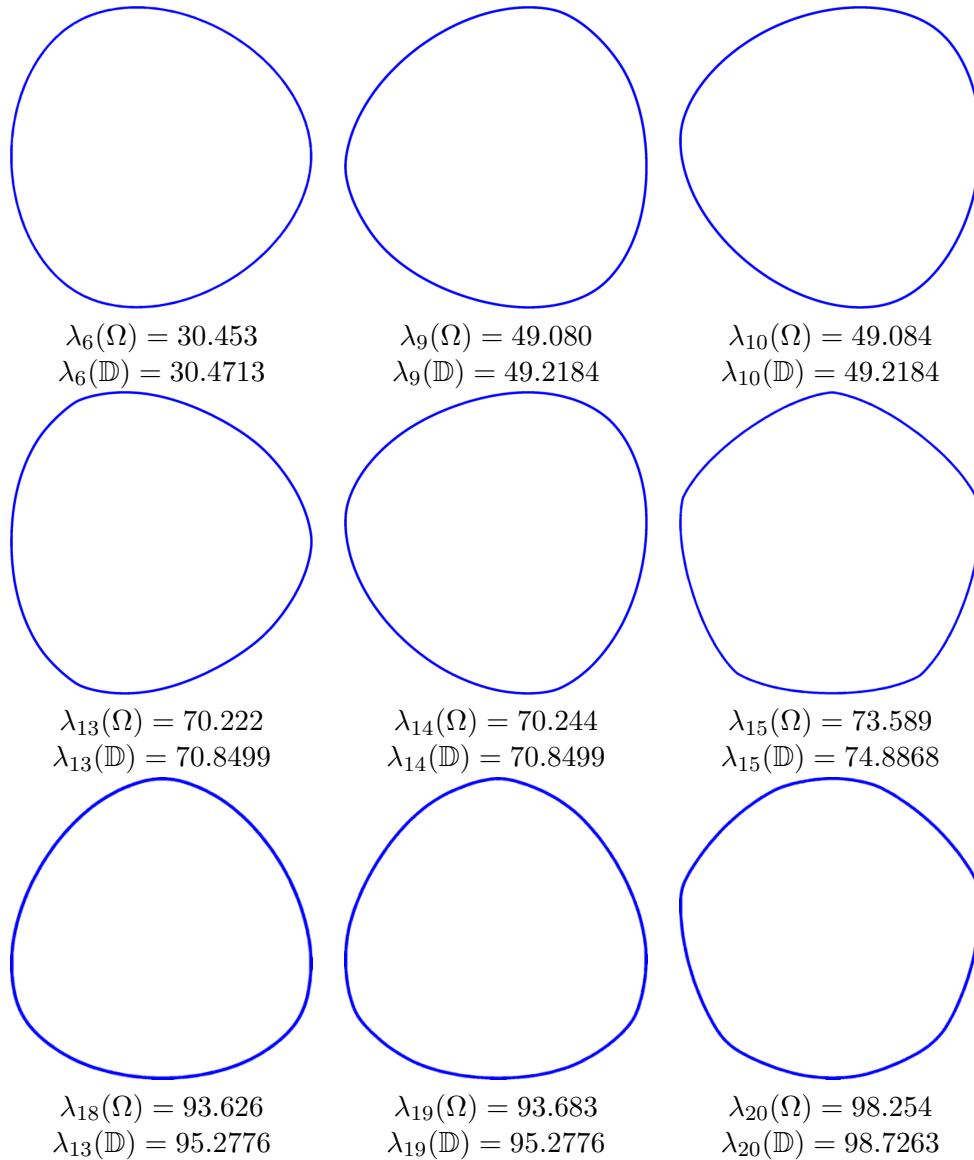 λ₆(Ω) = 30.453
λ₆(𝔻) = 30.4713
λ₉(Ω) = 49.080
λ₉(𝔻) = 49.2184
λ₁₀(Ω) = 49.084
λ₁₀(𝔻) = 49.2184
λ₁₃(Ω) = 70.222
λ₁₃(𝔻) = 70.8499
λ₁₄(Ω) = 70.244
λ₁₄(𝔻) = 70.8499
λ₁₅(Ω) = 73.589
λ₁₅(𝔻) = 74.8868
λ₁₈(Ω) = 93.626
λ₁₃(𝔻) = 95.2776
λ₁₉(Ω) = 93.683
λ₁₉(𝔻) = 95.2776
λ₂₀(Ω) = 98.254
λ₂₀(𝔻) = 98.7263